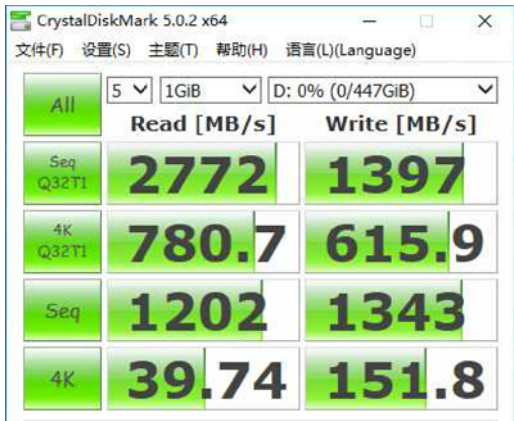 CrystalDiskMark 5.0.2 x64
文件(F) 设置(S) 主题(T) 帮助(H) 语言(L)(Language)
All 5 1GiB D: 0% (0/447GiB)
Read [MB/s] Write [MB/s]
Seq Q32T1 2772 1397
4K Q32T1 780.7 615.9
Seq 1202 1343
4K 39.74 151.8